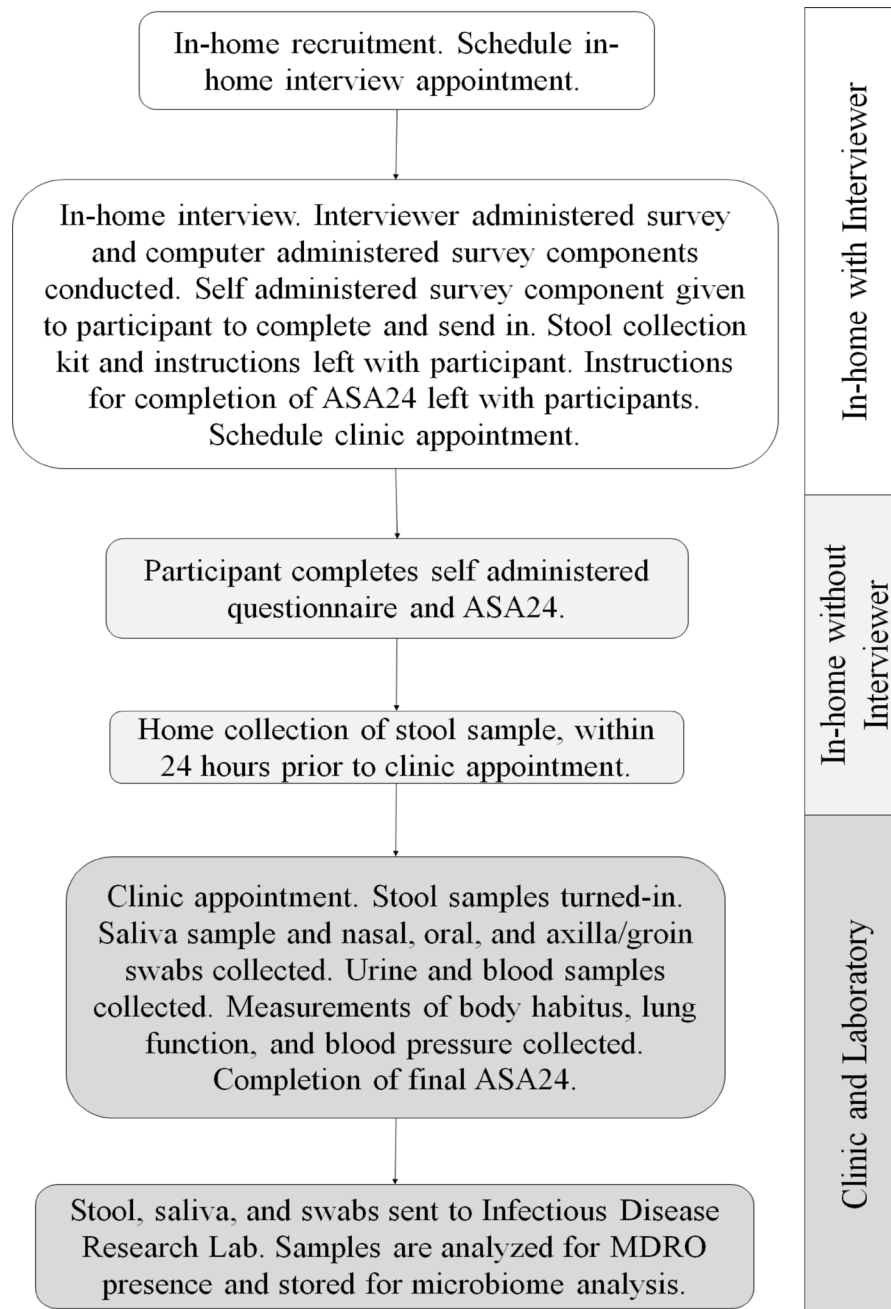 In-home recruitment. Schedule in-
home interview appointment.
In-home interview. Interviewer administered survey
and computer administered survey components
conducted. Self administered survey component given
to participant to complete and send in. Stool collection
kit and instructions left with participant. Instructions
for completion of ASA24 left with participants.
Schedule clinic appointment.
Participant completes self administered
questionnaire and ASA24.
Home collection of stool sample, within
24 hours prior to clinic appointment.
Clinic appointment. Stool samples turned-in.
Saliva sample and nasal, oral, and axilla/groin
swabs collected. Urine and blood samples
collected. Measurements of body habitus, lung
function, and blood pressure collected.
Completion of final ASA24.
Stool, saliva, and swabs sent to Infectious Disease
Research Lab. Samples are analyzed for MDRO
presence and stored for microbiome analysis.
In-home with Interviewer
In-home without
Interviewer
Clinic and Laboratory